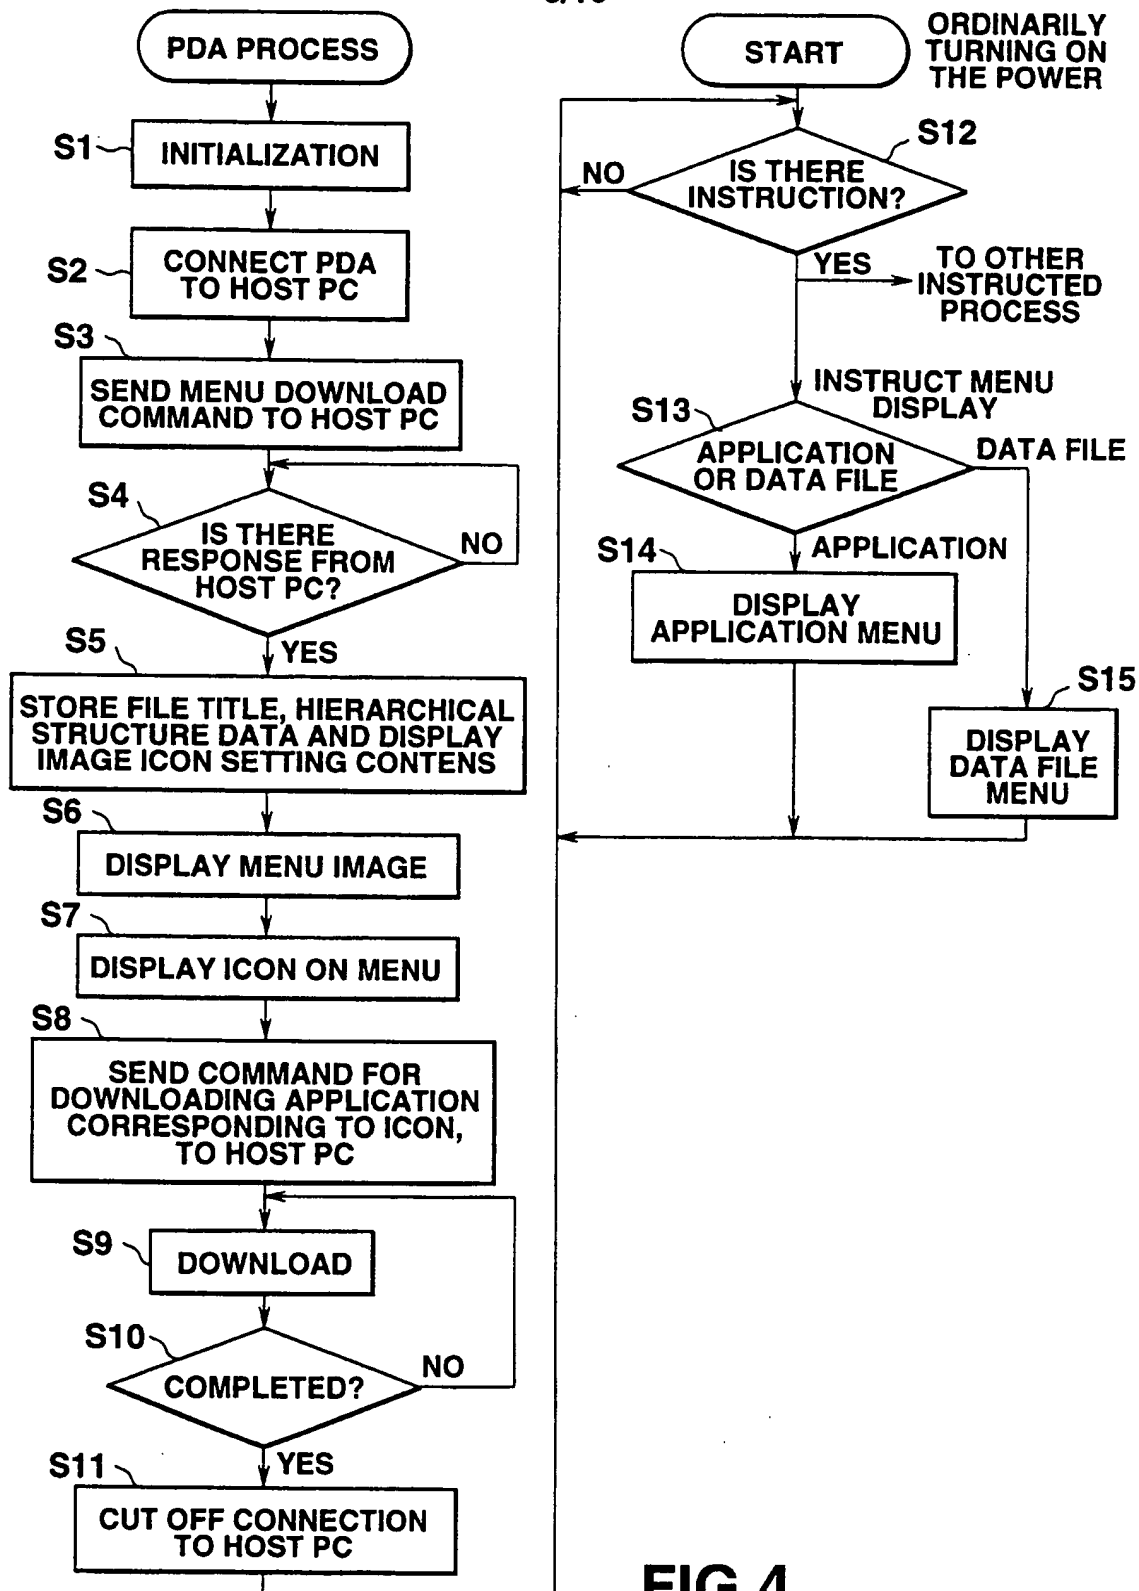 PDA PROCESS
S1
INITIALIZATION
S2
CONNECT PDA
TO HOST PC
S3
SEND MENU DOWNLOAD
COMMAND TO HOST PC
S4
IS THERE
RESPONSE FROM
HOST PC?
NO
YES
S5
STORE FILE TITLE, HIERARCHICAL
STRUCTURE DATA AND DISPLAY
IMAGE ICON SETTING CONTENS
S6
DISPLAY MENU IMAGE
S7
DISPLAY ICON ON MENU
S8
SEND COMMAND FOR
DOWNLOADING APPLICATION
CORRESPONDING TO ICON,
TO HOST PC
S9
DOWNLOAD
S10
COMPLETED?
NO
YES
S11
CUT OFF CONNECTION
TO HOST PC
START
ORDINARILY
TURNING ON
THE POWER
S12
IS THERE
INSTRUCTION?
NO
YES
TO OTHER
INSTRUCTED
PROCESS
INSTRUCT MENU
DISPLAY
S13
APPLICATION
OR DATA FILE
DATA FILE
APPLICATION
S14
DISPLAY
APPLICATION MENU
S15
DISPLAY
DATA FILE
MENU
FIG.4